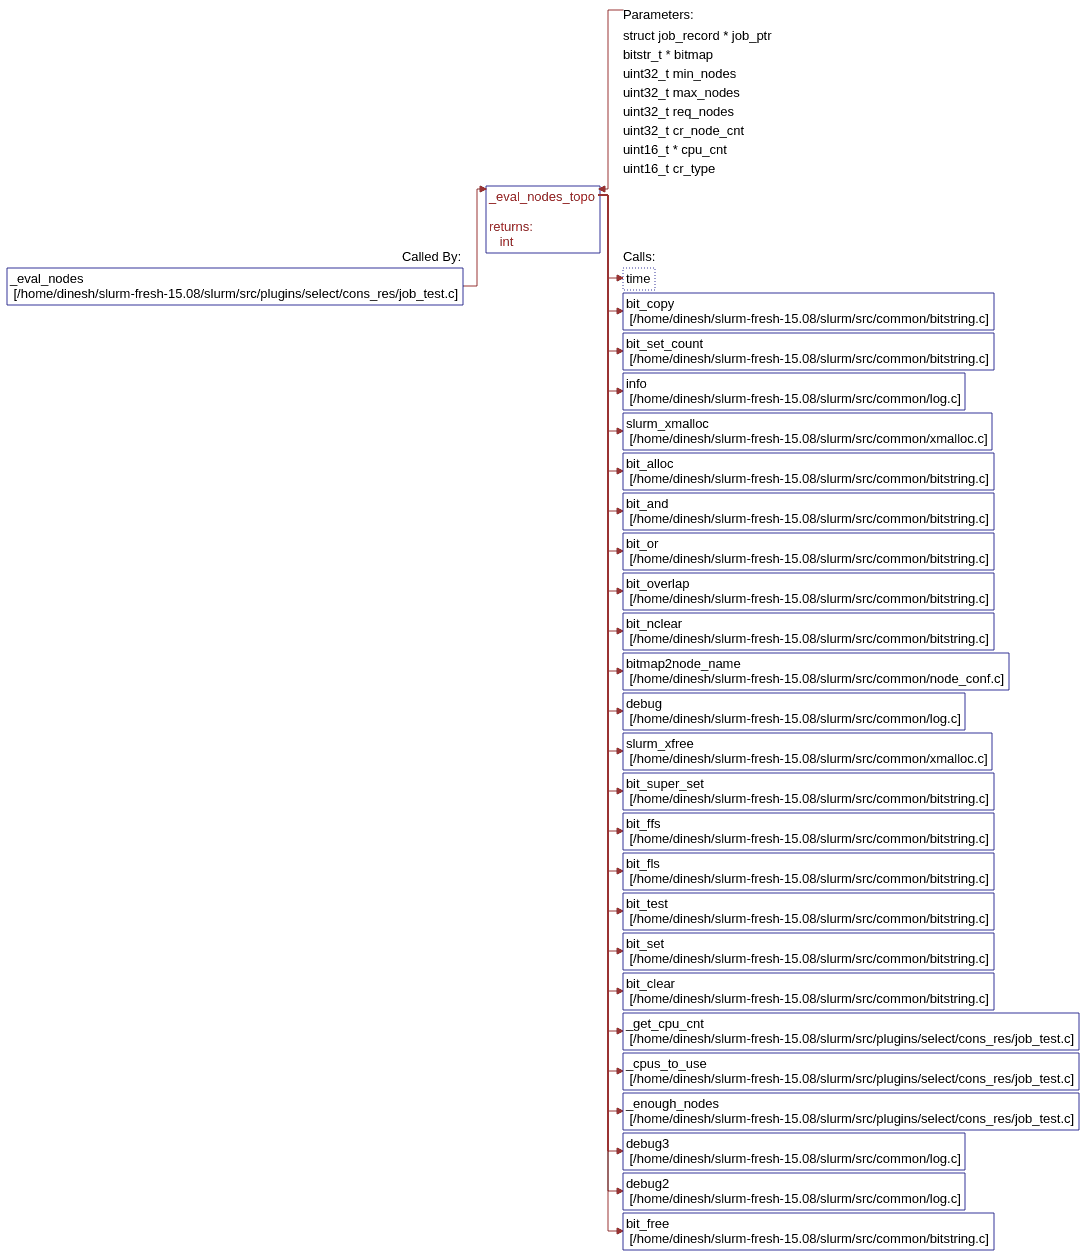 Parameters:
struct job_record * job_ptr
bitstr_t * bitmap
uint32_t min_nodes
uint32_t max_nodes
uint32_t req_nodes
uint32_t cr_node_cnt
uint16_t * cpu_cnt
uint16_t cr_type
_eval_nodes_topo
returns:
int
Called By:
_eval_nodes
[/home/dinesh/slurm-fresh-15.08/slurm/src/plugins/select/cons_res/job_test.c]
Calls:
time
bit_copy
[/home/dinesh/slurm-fresh-15.08/slurm/src/common/bitstring.c]
bit_set_count
[/home/dinesh/slurm-fresh-15.08/slurm/src/common/bitstring.c]
info
[/home/dinesh/slurm-fresh-15.08/slurm/src/common/log.c]
slurm_xmalloc
[/home/dinesh/slurm-fresh-15.08/slurm/src/common/xmalloc.c]
bit_alloc
[/home/dinesh/slurm-fresh-15.08/slurm/src/common/bitstring.c]
bit_and
[/home/dinesh/slurm-fresh-15.08/slurm/src/common/bitstring.c]
bit_or
[/home/dinesh/slurm-fresh-15.08/slurm/src/common/bitstring.c]
bit_overlap
[/home/dinesh/slurm-fresh-15.08/slurm/src/common/bitstring.c]
bit_nclear
[/home/dinesh/slurm-fresh-15.08/slurm/src/common/bitstring.c]
bitmap2node_name
[/home/dinesh/slurm-fresh-15.08/slurm/src/common/node_conf.c]
debug
[/home/dinesh/slurm-fresh-15.08/slurm/src/common/log.c]
slurm_xfree
[/home/dinesh/slurm-fresh-15.08/slurm/src/common/xmalloc.c]
bit_super_set
[/home/dinesh/slurm-fresh-15.08/slurm/src/common/bitstring.c]
bit_ffs
[/home/dinesh/slurm-fresh-15.08/slurm/src/common/bitstring.c]
bit_fls
[/home/dinesh/slurm-fresh-15.08/slurm/src/common/bitstring.c]
bit_test
[/home/dinesh/slurm-fresh-15.08/slurm/src/common/bitstring.c]
bit_set
[/home/dinesh/slurm-fresh-15.08/slurm/src/common/bitstring.c]
bit_clear
[/home/dinesh/slurm-fresh-15.08/slurm/src/common/bitstring.c]
_get_cpu_cnt
[/home/dinesh/slurm-fresh-15.08/slurm/src/plugins/select/cons_res/job_test.c]
_cpus_to_use
[/home/dinesh/slurm-fresh-15.08/slurm/src/plugins/select/cons_res/job_test.c]
_enough_nodes
[/home/dinesh/slurm-fresh-15.08/slurm/src/plugins/select/cons_res/job_test.c]
debug3
[/home/dinesh/slurm-fresh-15.08/slurm/src/common/log.c]
debug2
[/home/dinesh/slurm-fresh-15.08/slurm/src/common/log.c]
bit_free
[/home/dinesh/slurm-fresh-15.08/slurm/src/common/bitstring.c]